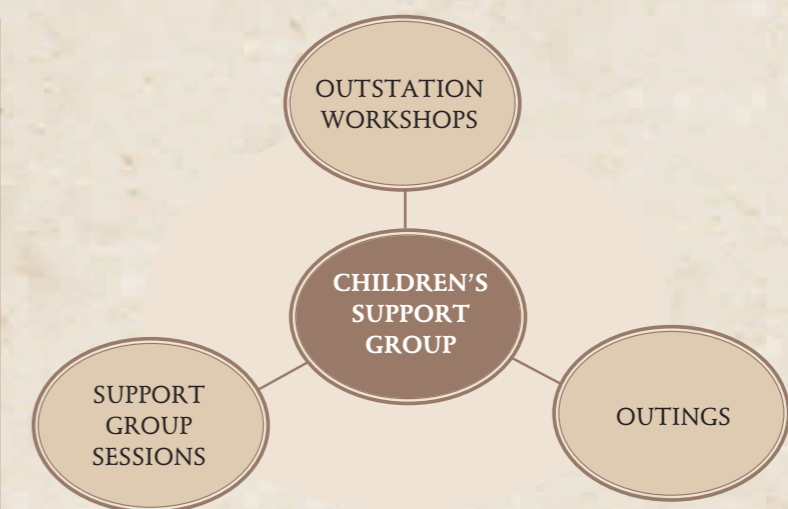 OUTSTATION
WORKSHOPS
CHILDREN'S
SUPPORT
GROUP
SUPPORT
GROUP
SESSIONS
OUTINGS